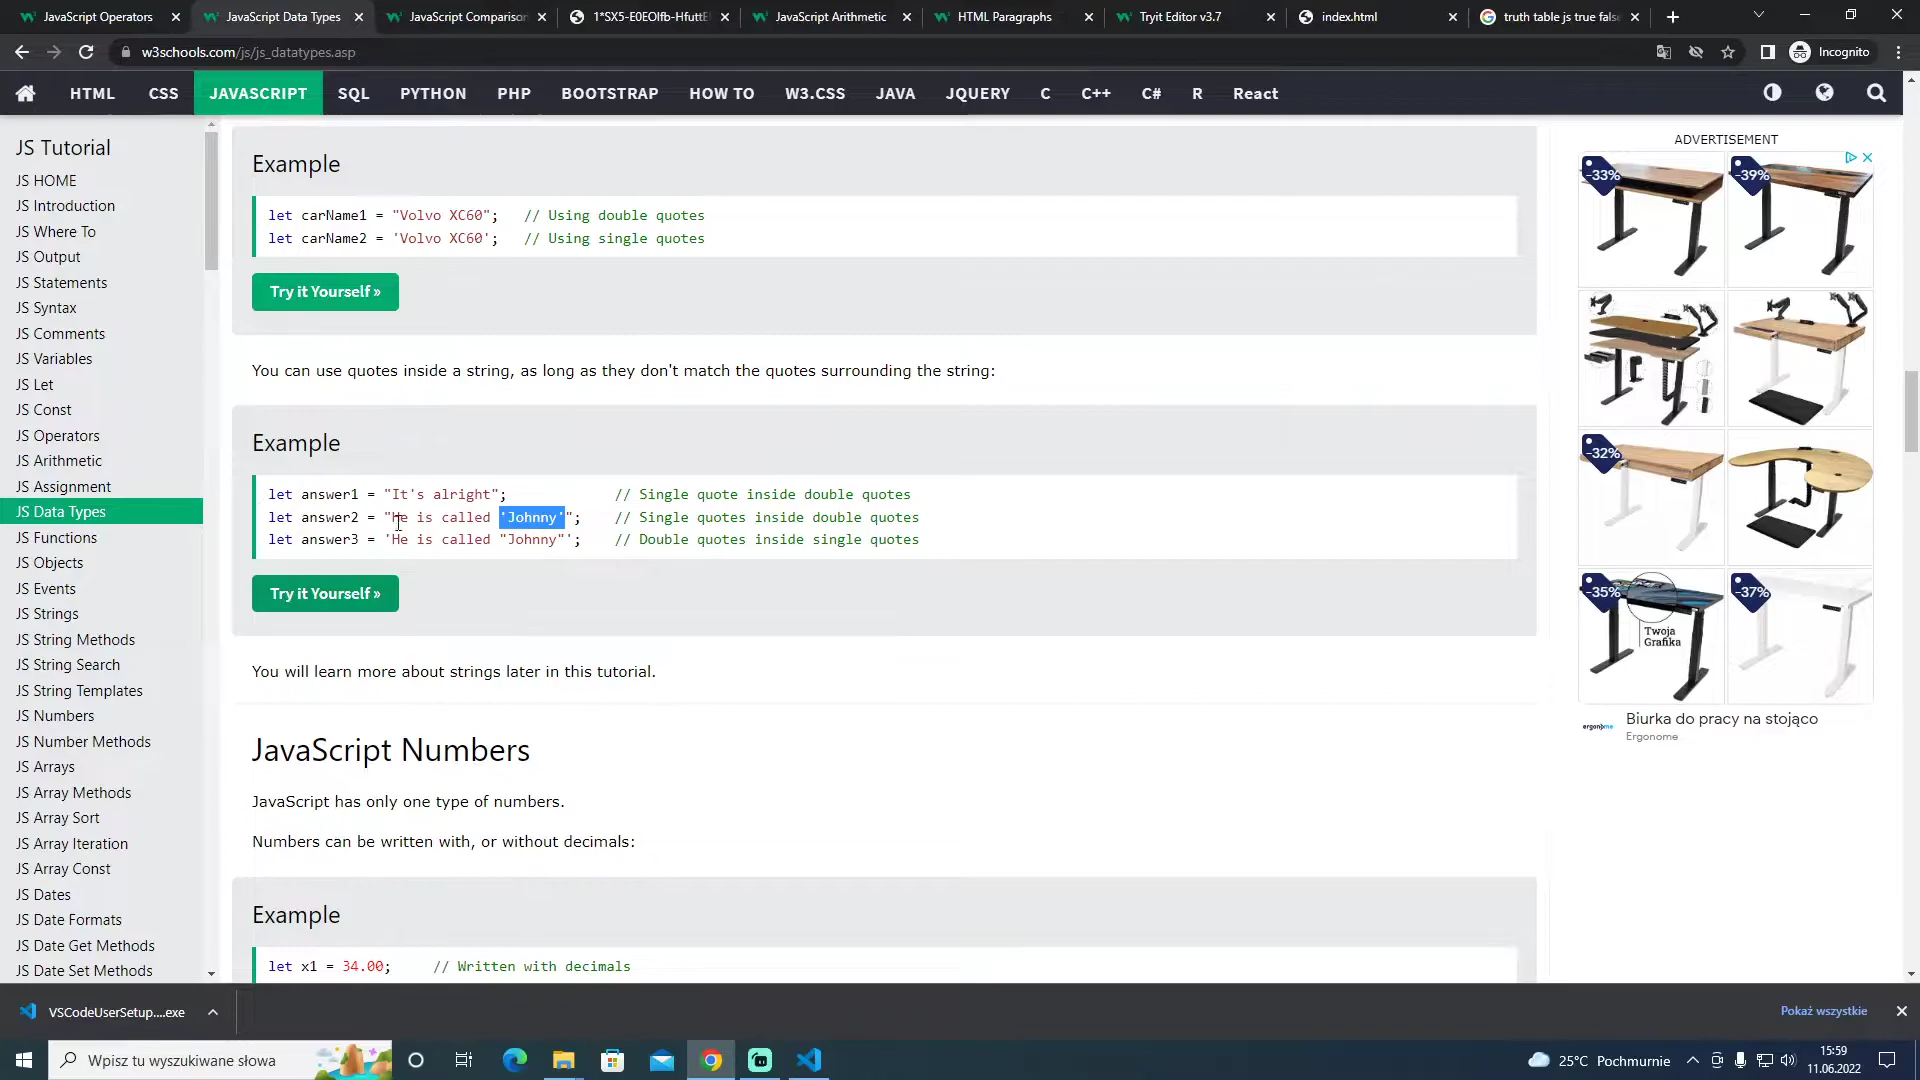 JavaScript Operators
JavaScript Data Types
JavaScript Comparison
1*SX5-E0EOlfb-HfuttE
JavaScript Arithmetic
HTML Paragraphs
Tryit Editor v3.7
index.html
truth table js true fals
w3schools.com/js/js_datatypes.asp
Incognito
HTML
CSS
JAVASCRIPT
SQL
PYTHON
PHP
BOOTSTRAP
HOW TO
W3.CSS
JAVA
JQUERY
C
C++
C#
R
React
JS Tutorial
JS HOME
JS Introduction
JS Where To
JS Output
JS Statements
JS Syntax
JS Comments
JS Variables
JS Let
JS Const
JS Operators
JS Arithmetic
JS Assignment
JS Data Types
JS Functions
JS Objects
JS Events
JS Strings
JS String Methods
JS String Search
JS String Templates
JS Numbers
JS Number Methods
JS Arrays
JS Array Methods
JS Array Sort
JS Array Iteration
JS Array Const
JS Dates
JS Date Formats
JS Date Get Methods
JS Date Set Methods
Example
let carName1 = "Volvo XC60";   // Using double quotes
let carName2 = 'Volvo XC60';   // Using single quotes
Try it Yourself »
You can use quotes inside a string, as long as they don't match the quotes surrounding the string:
Example
let answer1 = "It's alright";             // Single quote inside double quotes
let answer2 = "He is called 'Johnny'";    // Single quotes inside double quotes
let answer3 = 'He is called "Johnny"';    // Double quotes inside single quotes
Try it Yourself »
You will learn more about strings later in this tutorial.
JavaScript Numbers
JavaScript has only one type of numbers.
Numbers can be written with, or without decimals:
Example
let x1 = 34.00;     // Written with decimals
ADVERTISEMENT
-33%
-39%
-32%
-35%
-37%
Twoja
Grafika
ergonome
Biurka do pracy na stojąco
Ergonome
VSCodeUserSetup....exe
Pokaż wszystkie
Wpisz tu wyszukiwane słowa
25°C Pochmurnie
15:59
11.06.2022